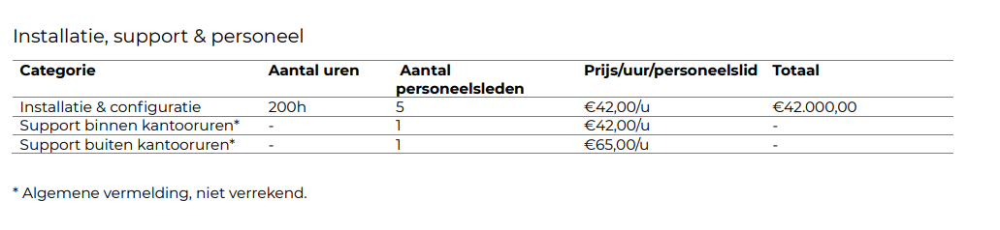 Installatie, support & personeel
Categorie Aantal uren Aantal personeelsleden Prijs/uur/personeelslid Totaal
Installatie & configuratie 200h 5 €42,00/u €42.000,00
Support binnen kantooruren* - 1 €42,00/u -
Support buiten kantooruren* - 1 €65,00/u -
* Algemene vermelding, niet verrekend.